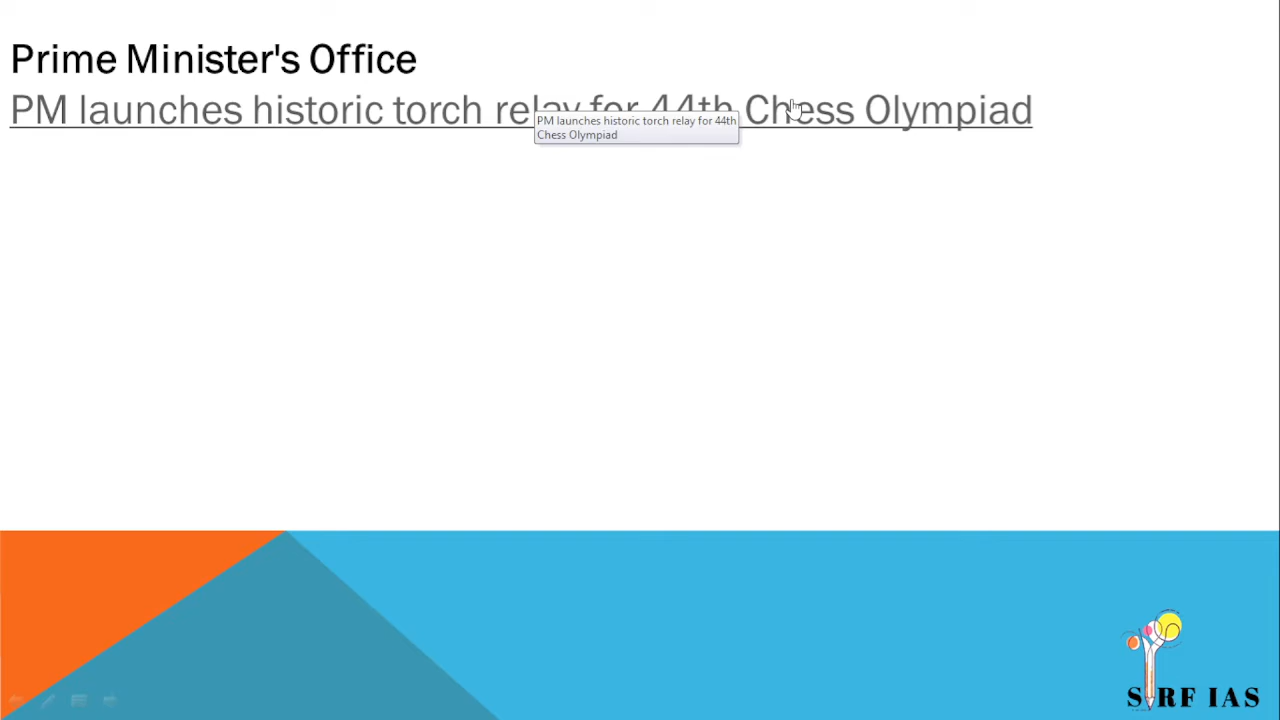 Prime Minister's Office
PM launches historic torch relay for 44th Chess Olympiad
PM launches historic torch relay for 44th
Chess Olympiad
SIRF IAS